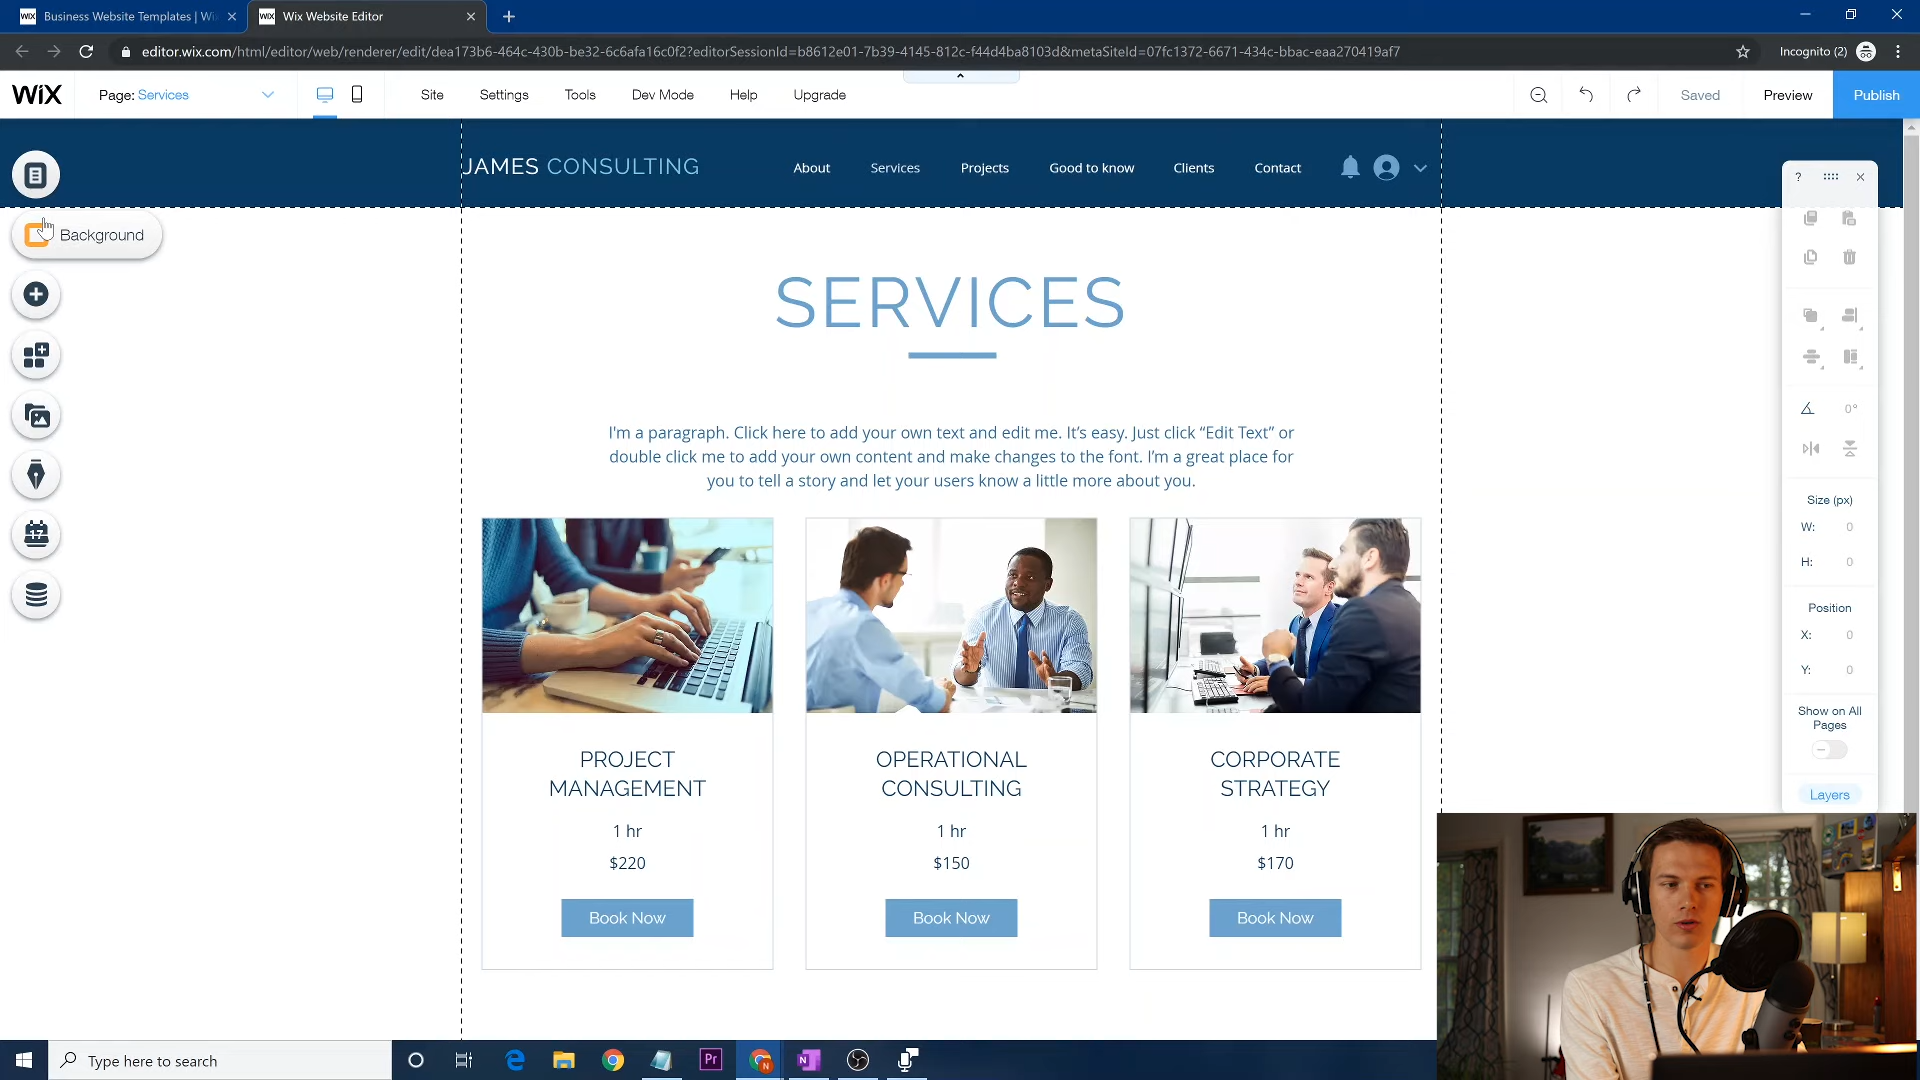 WiX Business Website Templates | Wi
WiX Wix Website Editor
editor.wix.com/html/editor/web/renderer/edit/dea173b6-464c-430b-be32-6c6afa16c0f2?editorSessionId=b8612e01-7b39-4145-812c-f44d4ba8103d&metaSiteId=07fc1372-6671-434c-bbac-eaa270419af7
Incognito (2)
WiX
Page: Services
Site
Settings
Tools
Dev Mode
Help
Upgrade
Saved
Preview
Publish
JAMES CONSULTING
About
Services
Projects
Good to know
Clients
Contact
?
Background
SERVICES
I'm a paragraph. Click here to add your own text and edit me. It's easy. Just click “Edit Text” or
double click me to add your own content and make changes to the font. I'm a great place for
you to tell a story and let your users know a little more about you.
17
PROJECT
MANAGEMENT
1 hr
$220
Book Now
OPERATIONAL
CONSULTING
1 hr
$150
Book Now
CORPORATE
STRATEGY
1 hr
$170
Book Now
0°
Size (px)
W: 0
H: 0
Position
X: 0
Y: 0
Show on All
Pages
Layers
Type here to search
Pr
N
N